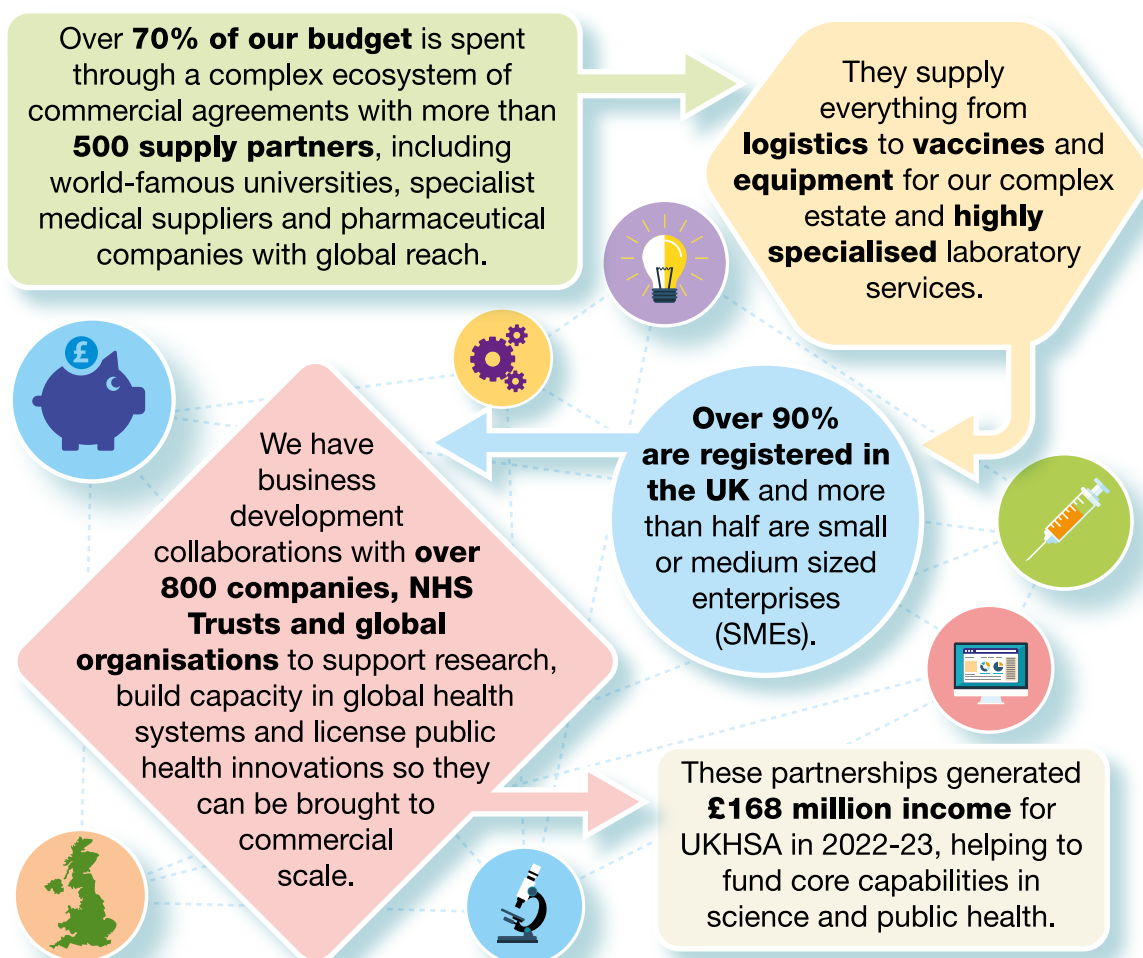 Over 70% of our budget is spent
through a complex ecosystem of
commercial agreements with more than
500 supply partners, including
world-famous universities, specialist
medical suppliers and pharmaceutical
companies with global reach.
They supply
everything from
logistics to vaccines and
equipment for our complex
estate and highly
specialised laboratory
services.
£
Over 90%
are registered in
the UK and more
than half are small
or medium sized
enterprises
(SMEs).
We have
business
development
collaborations with over
800 companies, NHS
Trusts and global
organisations to support research,
build capacity in global health
systems and license public
health innovations so they
can be brought to
commercial
scale.
These partnerships generated
£168 million income for
UKHSA in 2022-23, helping to
fund core capabilities in
science and public health.